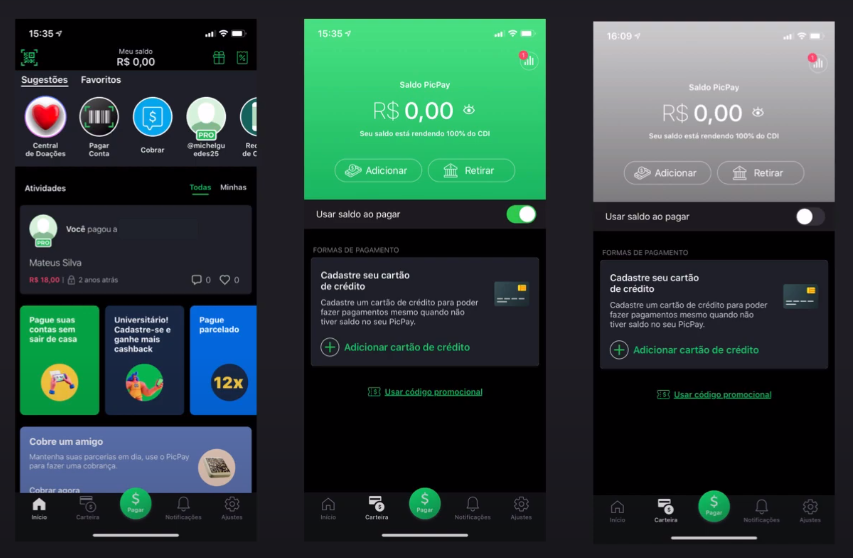 15:35
Meu saldo
R$ 0,00
Sugestões Favoritos
Central
de Doações
Pagar
Conta
Cobrar
PRO
@michelgu
edes25
Rec
de C
Atividades Todas Minhas
PRO
Você pagou a
Mateus Silva
R$ 18,00 | 2 anos atrás 0 0
Pague suas
contas sem
sair de casa
Universitário!
Cadastre-se e
ganhe mais
cashback
Pague
parcelado
12x
Cobre um amigo
Mantenha suas parcerias em dia, use o PicPay
para fazer uma cobrança.
Cobrar agora
Início Carteira $ Pagar Notificações Ajustes
15:35
1
Saldo PicPay
R$ 0,00
Seu saldo está rendendo 100% do CDI
Adicionar Retirar
Usar saldo ao pagar
FORMAS DE PAGAMENTO
Cadastre seu cartão
de crédito
Cadastre um cartão de crédito para poder
fazer pagamentos mesmo quando não
tiver saldo no seu PicPay.
Adicionar cartão de crédito
Usar código promocional
Início Carteira $ Pagar Notificações Ajustes
16:09
1
Saldo PicPay
R$ 0,00
Seu saldo está rendendo 100% do CDI
Adicionar Retirar
Usar saldo ao pagar
FORMAS DE PAGAMENTO
Cadastre seu cartão
de crédito
Cadastre um cartão de crédito para poder
fazer pagamentos mesmo quando não
tiver saldo no seu PicPay.
Adicionar cartão de crédito
Usar código promocional
Início Carteira $ Pagar Notificações Ajustes